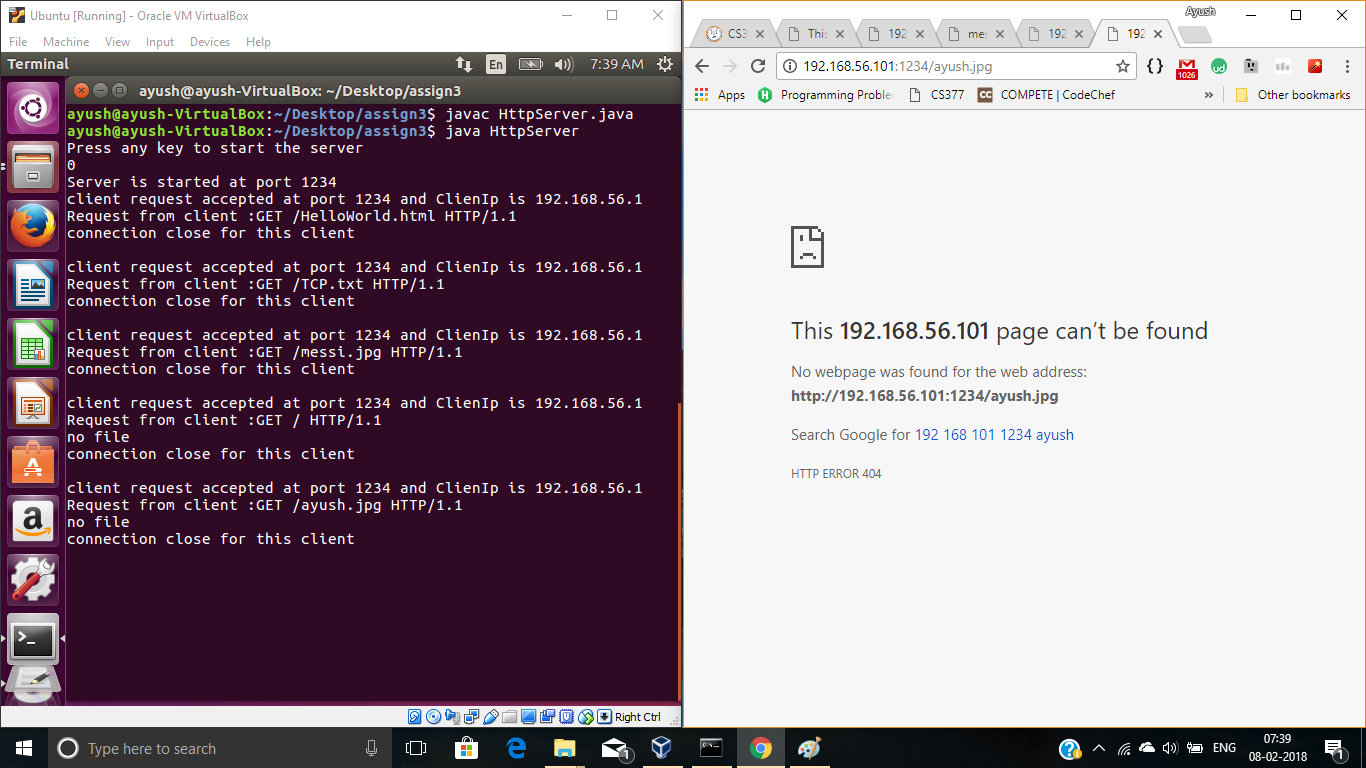 Ubuntu [Running] - Oracle VM VirtualBox
File Machine View Input Devices Help
Terminal
En
7:39 AM
ayush@ayush-VirtualBox: ~/Desktop/assign3
ayush@ayush-VirtualBox:~/Desktop/assign3$ javac HttpServer.java
ayush@ayush-VirtualBox:~/Desktop/assign3$ java HttpServer
Press any key to start the server
0
Server is started at port 1234
client request accepted at port 1234 and ClienIp is 192.168.56.1
Request from client :GET /HelloWorld.html HTTP/1.1
connection close for this client
client request accepted at port 1234 and ClienIp is 192.168.56.1
Request from client :GET /TCP.txt HTTP/1.1
connection close for this client
client request accepted at port 1234 and ClienIp is 192.168.56.1
Request from client :GET /messi.jpg HTTP/1.1
connection close for this client
client request accepted at port 1234 and ClienIp is 192.168.56.1
Request from client :GET / HTTP/1.1
no file
connection close for this client
client request accepted at port 1234 and ClienIp is 192.168.56.1
Request from client :GET /ayush.jpg HTTP/1.1
no file
connection close for this client
Right Ctrl
Ayush
CS3 This 192 mes 192 192
192.168.56.101:1234/ayush.jpg
{} 1026 ud
Apps Programming Proble CS377 CC COMPETE | CodeChef » Other bookmarks
This 192.168.56.101 page can't be found
No webpage was found for the web address:
http://192.168.56.101:1234/ayush.jpg
Search Google for 192 168 101 1234 ayush
HTTP ERROR 404
Type here to search
1
ENG
07:39
08-02-2018
1